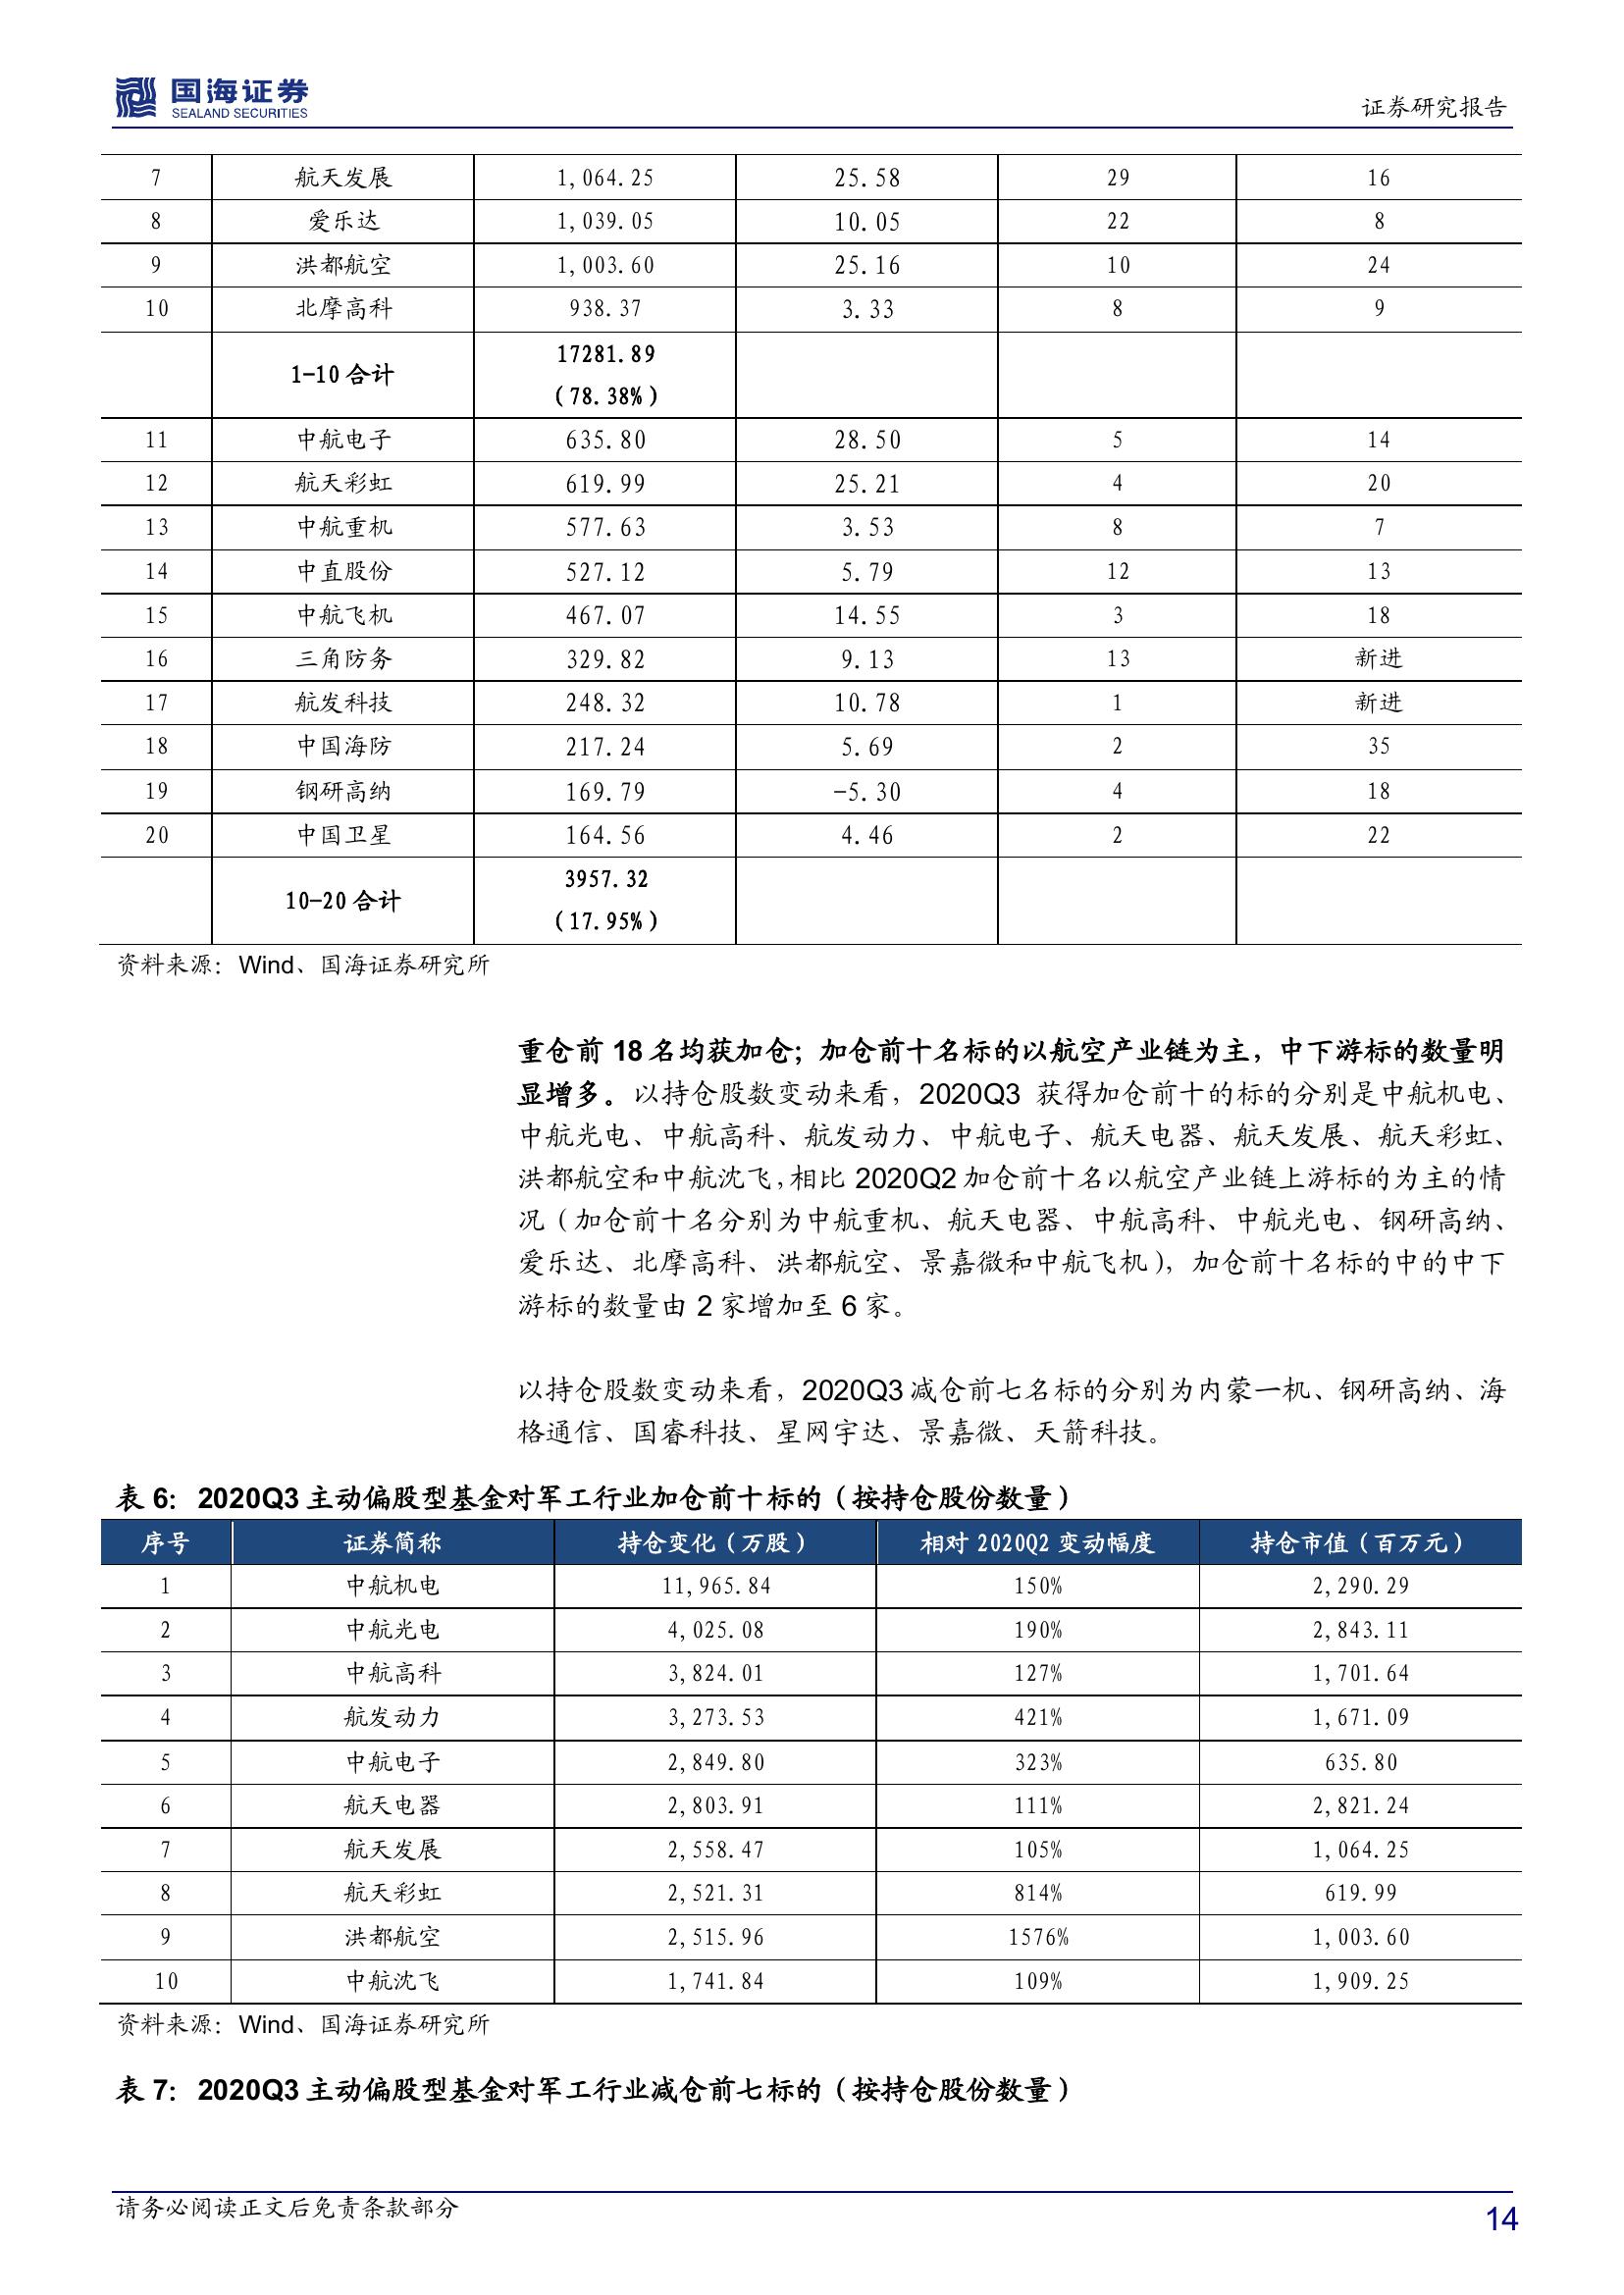 国海证券
SEALAND SECURITIES
证券研究报告
7 航天发展 1,064.25 25.58 29 16
8 爱乐达 1,039.05 10.05 22 8
9 洪都航空 1,003.60 25.16 10 24
10 北摩高科 938.37 3.33 8 9
1-10 合计 17281.89
(78.38%)
11 中航电子 635.80 28.50 5 14
12 航天彩虹 619.99 25.21 4 20
13 中航重机 577.63 3.53 8 7
14 中直股份 527.12 5.79 12 13
15 中航飞机 467.07 14.55 3 18
16 三角防务 329.82 9.13 13 新进
17 航发科技 248.32 10.78 1 新进
18 中国海防 217.24 5.69 2 35
19 钢研高纳 169.79 -5.30 4 18
20 中国卫星 164.56 4.46 2 22
10-20 合计 3957.32
(17.95%)
资料来源：Wind、国海证券研究所
重仓前 18 名均获加仓；加仓前十名标的以航空产业链为主，中下游标的数量明
显增多。以持仓股数变动来看，2020Q3 获得加仓前十的标的分别是中航机电、
中航光电、中航高科、航发动力、中航电子、航天电器、航天发展、航天彩虹、
洪都航空和中航沈飞，相比 2020Q2 加仓前十名以航空产业链上游标的为主的情
况（加仓前十名分别为中航重机、航天电器、中航高科、中航光电、钢研高纳、
爱乐达、北摩高科、洪都航空、景嘉微和中航飞机），加仓前十名标的中的中下
游标的数量由 2 家增加至 6 家。
以持仓股数变动来看，2020Q3 减仓前七名标的分别为内蒙一机、钢研高纳、海
格通信、国睿科技、星网宇达、景嘉微、天箭科技。
表 6：2020Q3 主动偏股型基金对军工行业加仓前十标的（按持仓股份数量）
序号 证券简称 持仓变化（万股） 相对 2020Q2 变动幅度 持仓市值（百万元）
1 中航机电 11,965.84 150% 2,290.29
2 中航光电 4,025.08 190% 2,843.11
3 中航高科 3,824.01 127% 1,701.64
4 航发动力 3,273.53 421% 1,671.09
5 中航电子 2,849.80 323% 635.80
6 航天电器 2,803.91 111% 2,821.24
7 航天发展 2,558.47 105% 1,064.25
8 航天彩虹 2,521.31 814% 619.99
9 洪都航空 2,515.96 1576% 1,003.60
10 中航沈飞 1,741.84 109% 1,909.25
资料来源：Wind、国海证券研究所
表 7：2020Q3 主动偏股型基金对军工行业减仓前七标的（按持仓股份数量）
请务必阅读正文后免责条款部分
14